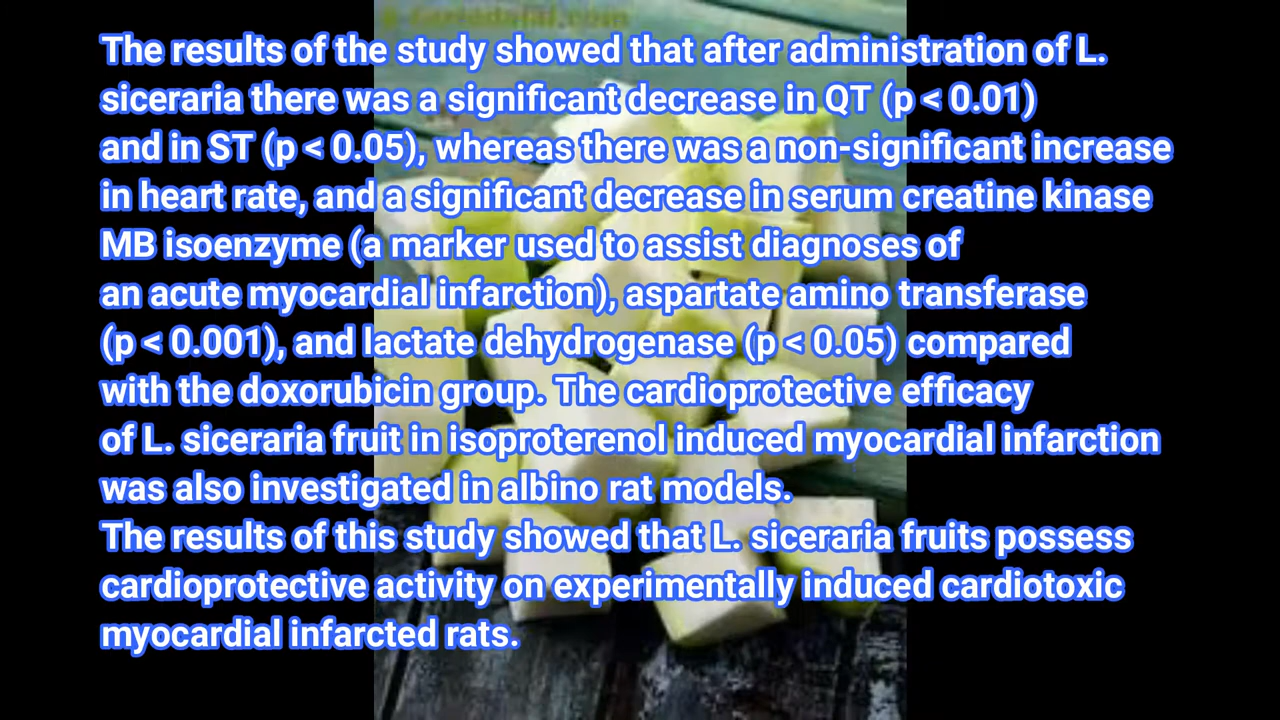 The results of the study showed that after administration of L.
siceraria there was a significant decrease in QT (p < 0.01)
and in ST (p < 0.05), whereas there was a non-significant increase
in heart rate, and a significant decrease in serum creatine kinase
MB isoenzyme (a marker used to assist diagnoses of
an acute myocardial infarction), aspartate amino transferase
(p < 0.001), and lactate dehydrogenase (p < 0.05) compared
with the doxorubicin group. The cardioprotective efficacy
of L. siceraria fruit in isoproterenol induced myocardial infarction
was also investigated in albino rat models.
The results of this study showed that L. siceraria fruits possess
cardioprotective activity on experimentally induced cardiotoxic
myocardial infarcted rats.